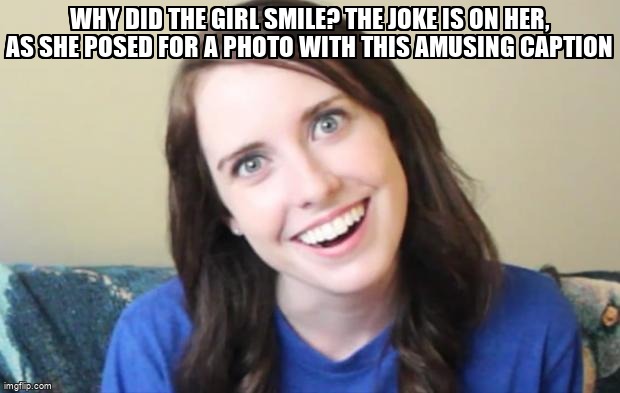 WHY DID THE GIRL SMILE? THE JOKE IS ON HER,
AS SHE POSED FOR A PHOTO WITH THIS AMUSING CAPTION
imgflip.com